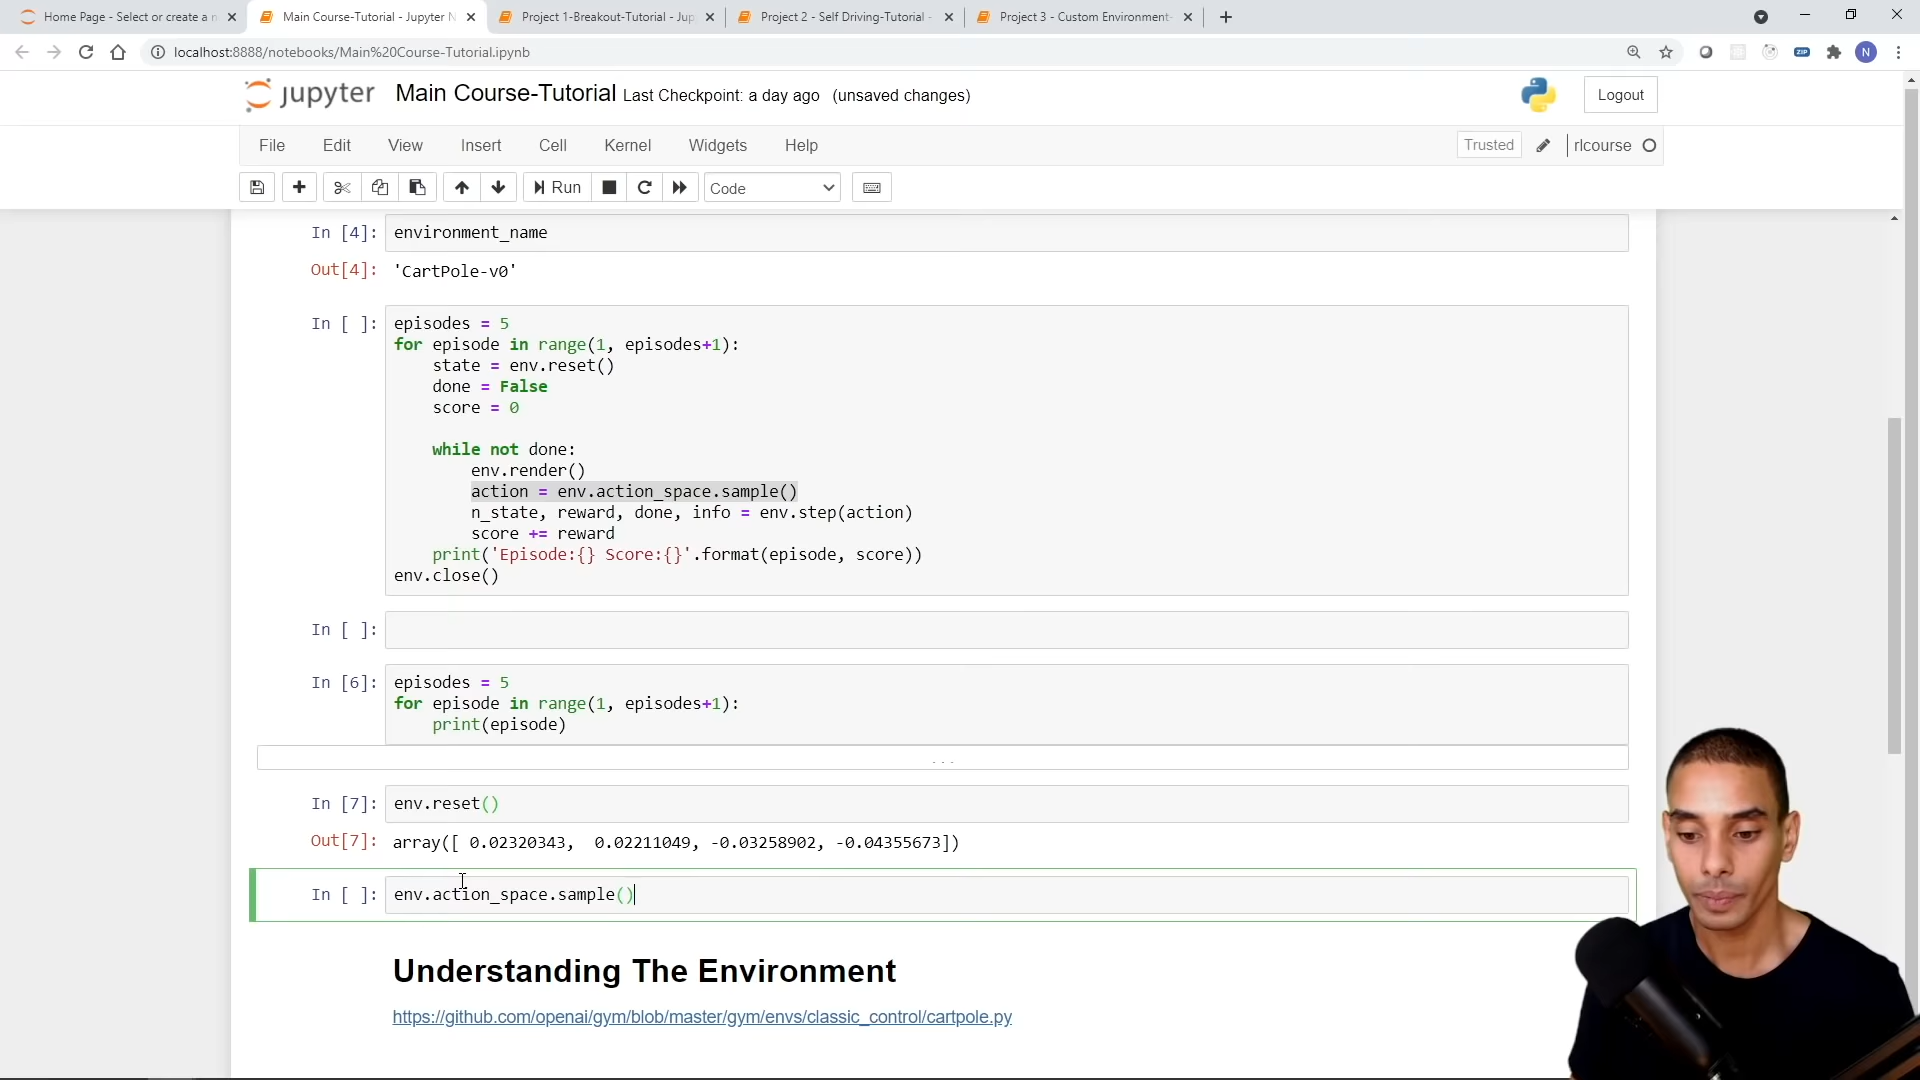 Home Page - Select or create a n
Main Course-Tutorial - Jupyter N
Project 1-Breakout-Tutorial - Jup
Project 2 - Self Driving-Tutorial -
Project 3 - Custom Environment-
localhost:8888/notebooks/Main%20Course-Tutorial.ipynb
ZIP
N
jupyter Main Course-Tutorial Last Checkpoint: a day ago (unsaved changes)
Logout
File Edit View Insert Cell Kernel Widgets Help
Trusted
rlcourse
Run
Code
In [4]: environment_name
Out[4]: 'CartPole-v0'
In [ ]: episodes = 5
for episode in range(1, episodes+1):
    state = env.reset()
    done = False
    score = 0
    while not done:
        env.render()
        action = env.action_space.sample()
        n_state, reward, done, info = env.step(action)
        score += reward
    print('Episode:{} Score:{}'.format(episode, score))
env.close()
In [ ]:
In [6]: episodes = 5
for episode in range(1, episodes+1):
    print(episode)
...
In [7]: env.reset()
Out[7]: array([ 0.02320343,  0.02211049, -0.03258902, -0.04355673])
In [ ]: env.action_space.sample()
Understanding The Environment
https://github.com/openai/gym/blob/master/gym/envs/classic_control/cartpole.py